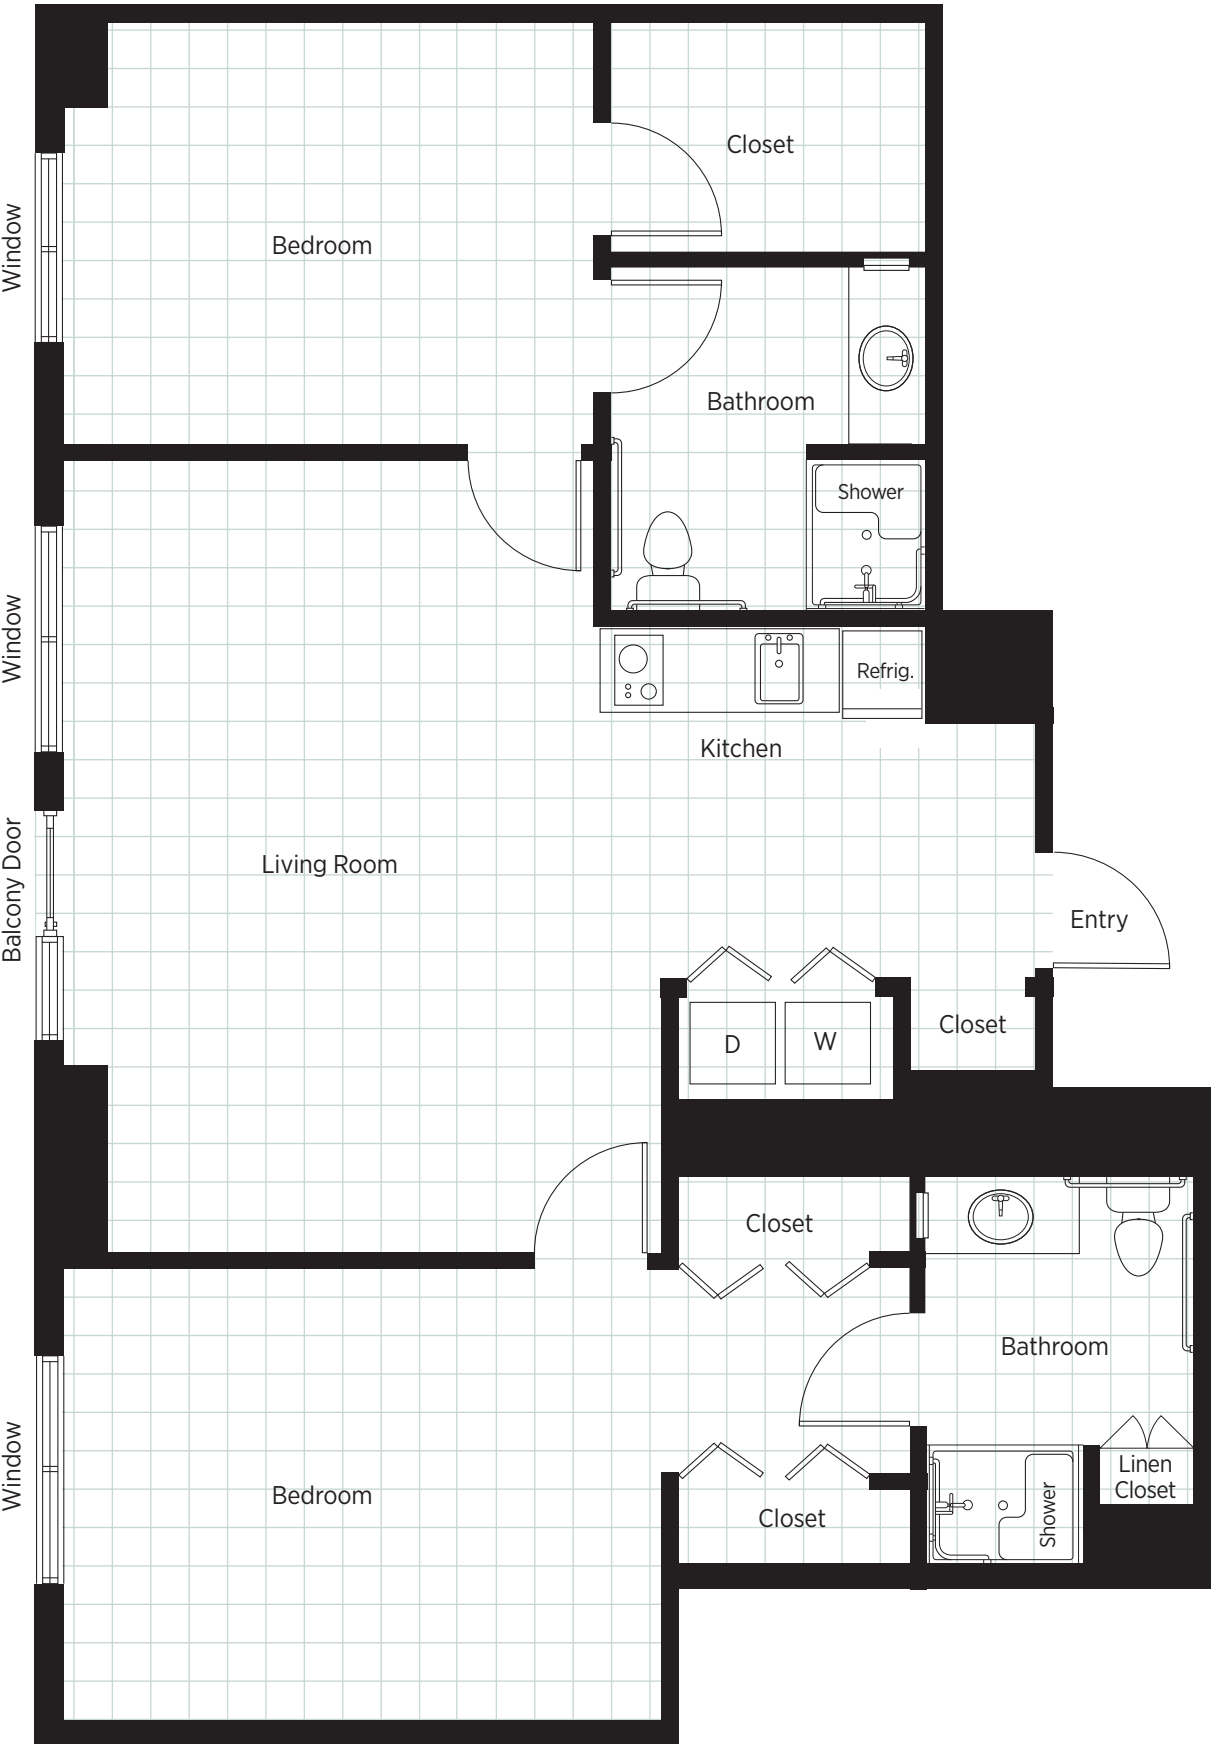 Closet
Window
Bedroom
Bathroom
Shower
Window
Refrig.
Kitchen
Balcony Door
Living Room
Entry
Closet
D
W
Closet
Bathroom
Window
Bedroom
Linen
Closet
Shower
Closet